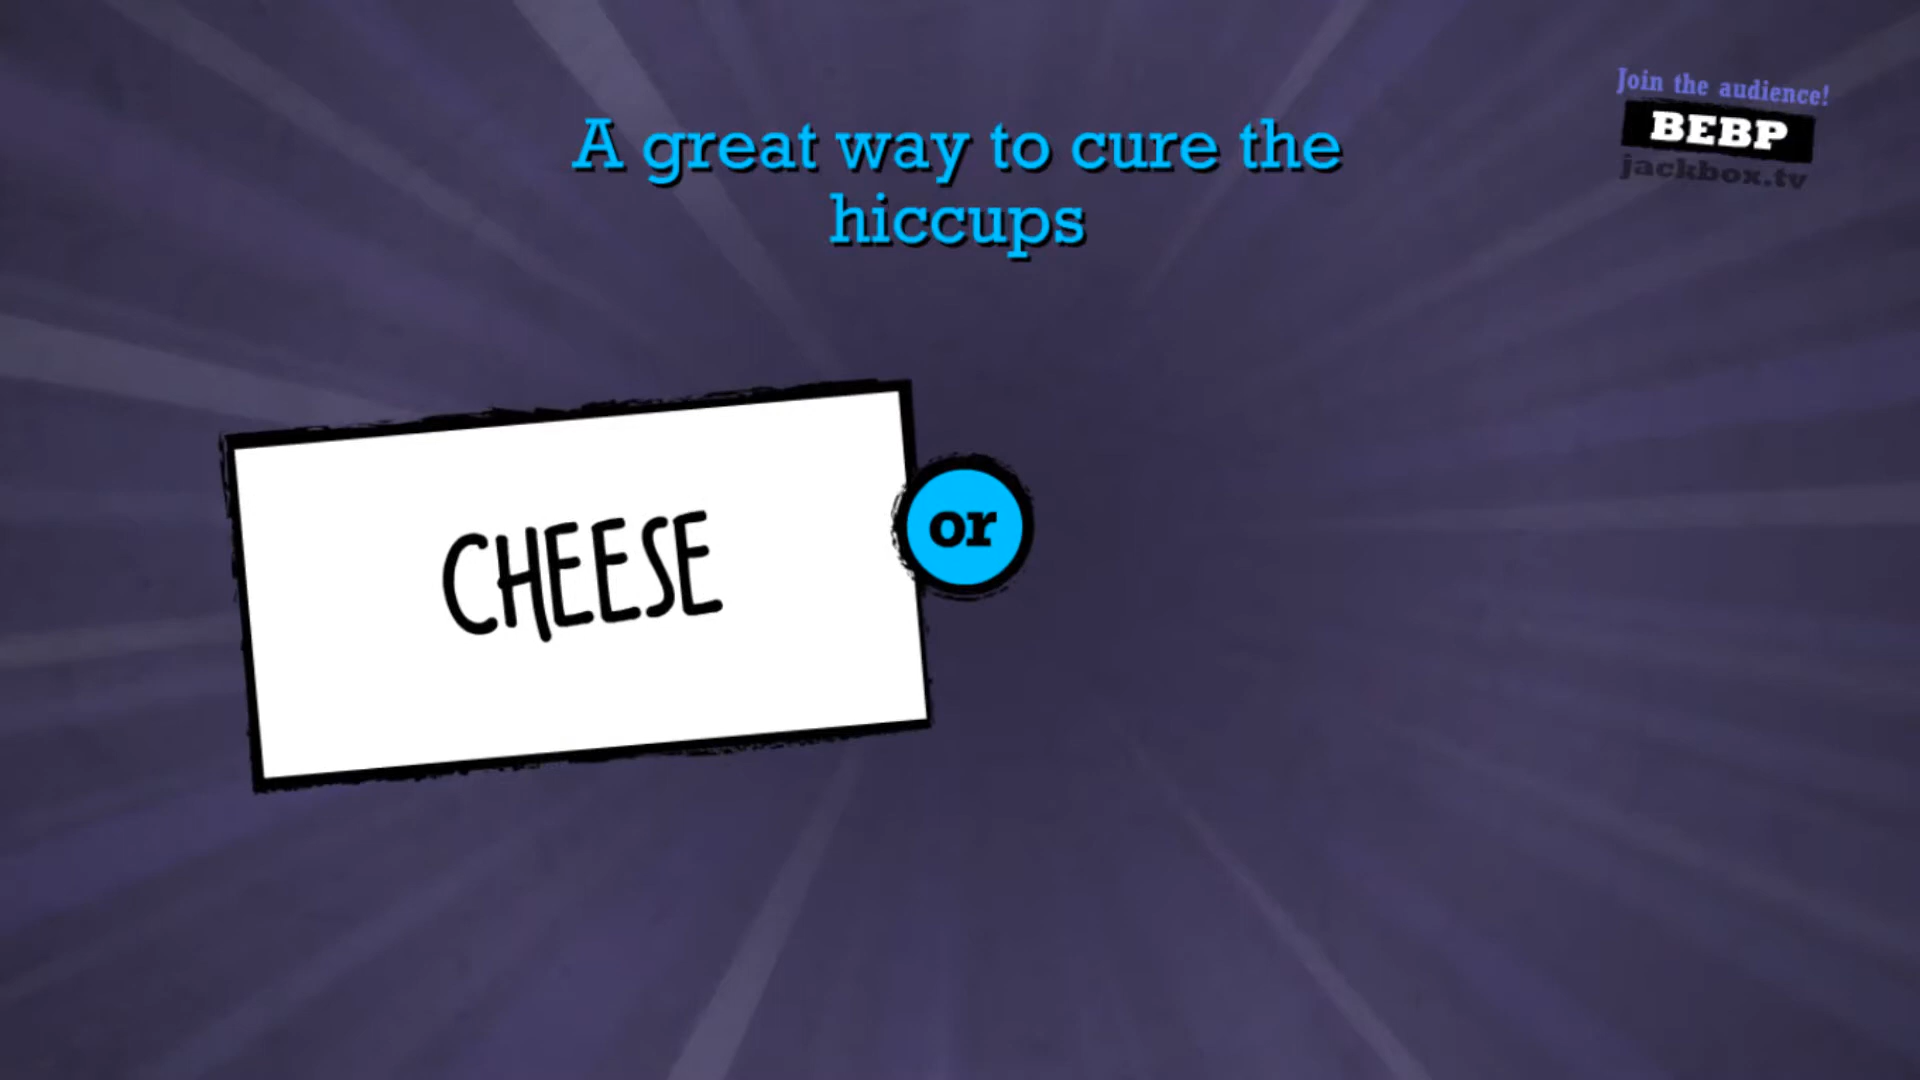 A great way to cure the
hiccups
Join the audience!
BEBP
jackbox.tv
CHEESE
or